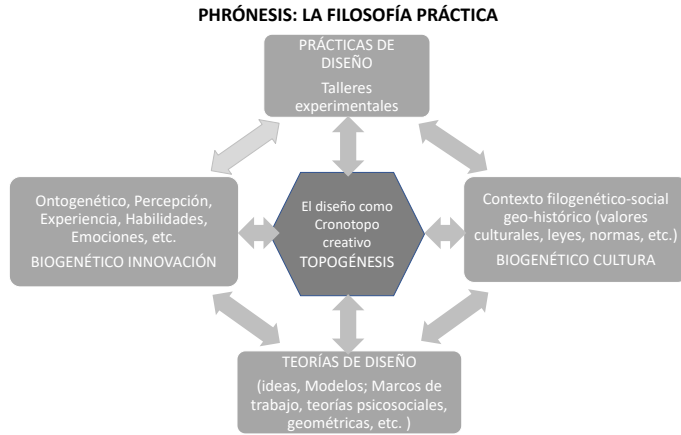 PHRÓNESIS: LA FILOSOFÍA PRÁCTICA
PRÁCTICAS DE
DISEÑO
Talleres
experimentales
Ontogenético, Percepción,
Experiencia, Habilidades,
Emociones, etc.
BIOGENÉTICO INNOVACIÓN
El diseño como
Cronotopo
creativo
TOPOGÉNESIS
Contexto filogenético-social
geo-histórico (valores
culturales, leyes, normas, etc.)
BIOGENÉTICO CULTURA
TEORÍAS DE DISEÑO
(ideas, Modelos; Marcos de
trabajo, teorías psicosociales,
geométricas, etc. )